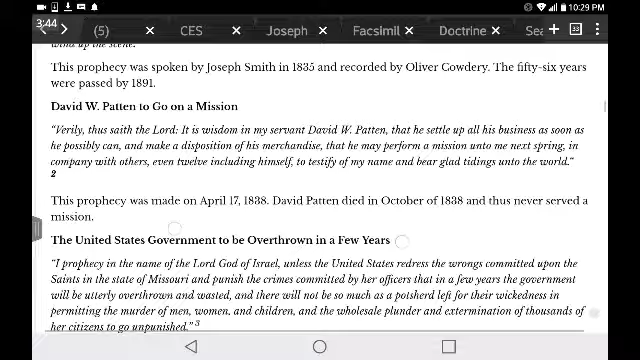 10:29 PM
3:44
(5)
CES
Joseph
Facsimil
Doctrine
Sea
33
wind up the scene.
This prophecy was spoken by Joseph Smith in 1835 and recorded by Oliver Cowdery. The fifty-six years
were passed by 1891.
David W. Patten to Go on a Mission
"Verily, thus saith the Lord: It is wisdom in my servant David W. Patten, that he settle up all his business as soon as
he possibly can, and make a disposition of his merchandise, that he may perform a mission unto me next spring, in
company with others, even twelve including himself, to testify of my name and bear glad tidings unto the world."
2
This prophecy was made on April 17, 1838. David Patten died in October of 1838 and thus never served a
mission.
The United States Government to be Overthrown in a Few Years
"I prophecy in the name of the Lord God of Israel, unless the United States redress the wrongs committed upon the
Saints in the state of Missouri and punish the crimes committed by her officers that in a few years the government
will be utterly overthrown and wasted, and there will not be so much as a potsherd left for their wickedness in
permitting the murder of men, women, and children, and the wholesale plunder and extermination of thousands of
her citizens to go unpunished." 3